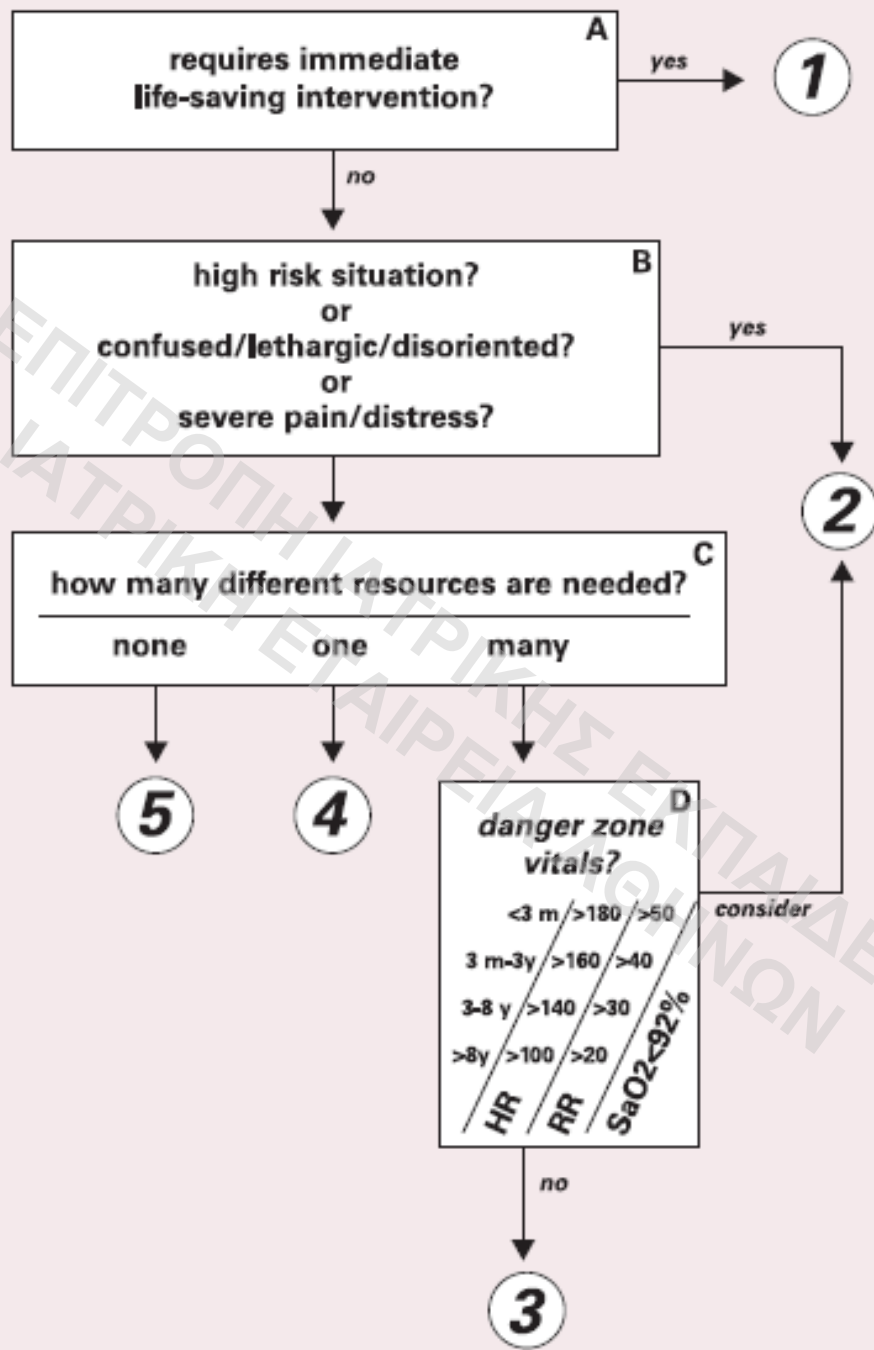 A
requires immediate
life-saving intervention?
yes
1
no
B
high risk situation?
or
confused/lethargic/disoriented?
or
severe pain/distress?
yes
2
C
how many different resources are needed?
none one many
5
4
D
danger zone
vitals?
<3 m >180 >50
3 m-3y >160 >40
3-8 y >140 >30
>8y >100 >20
HR RR SaO2<92%
consider
no
3
ΕΠΙΤΡΟΠΗ ΙΑΤΡΙΚΗΣ ΕΚΠΑΙΔΕ
ΙΑΤΡΙΚΗ ΕΤΑΙΡΕΙΑ ΑΘΗΝΩΝ